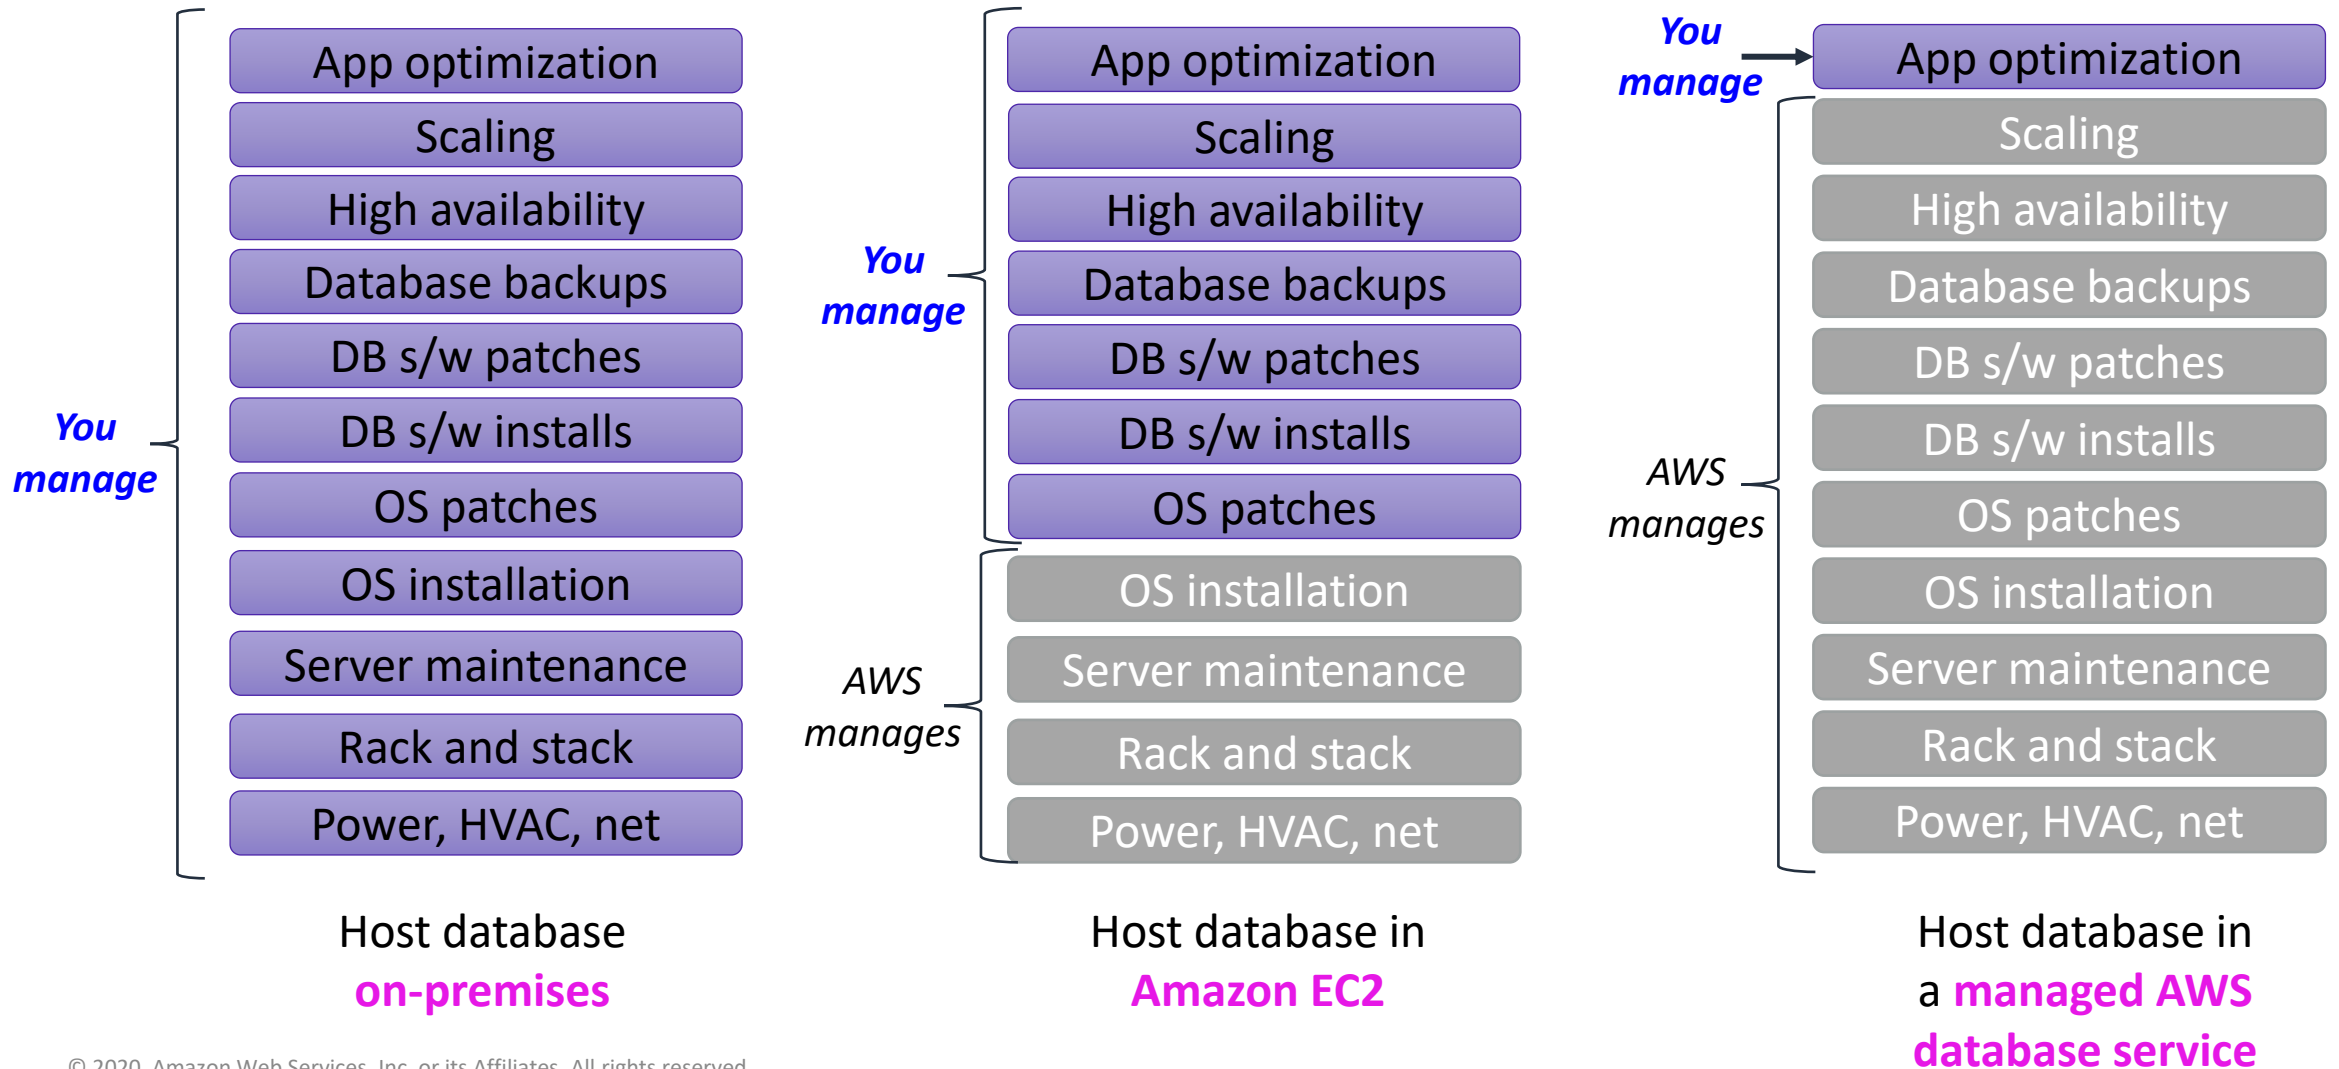 You
manage
App optimization
Scaling
High availability
Database backups
DB s/w patches
DB s/w installs
OS patches
OS installation
Server maintenance
Rack and stack
Power, HVAC, net
Host database
on-premises
You
manage
AWS
manages
App optimization
Scaling
High availability
Database backups
DB s/w patches
DB s/w installs
OS patches
OS installation
Server maintenance
Rack and stack
Power, HVAC, net
Host database in
Amazon EC2
You
manage
AWS
manages
App optimization
Scaling
High availability
Database backups
DB s/w patches
DB s/w installs
OS patches
OS installation
Server maintenance
Rack and stack
Power, HVAC, net
Host database in
a managed AWS
database service
© 2020, Amazon Web Services, Inc. or its Affiliates. All rights reserved.